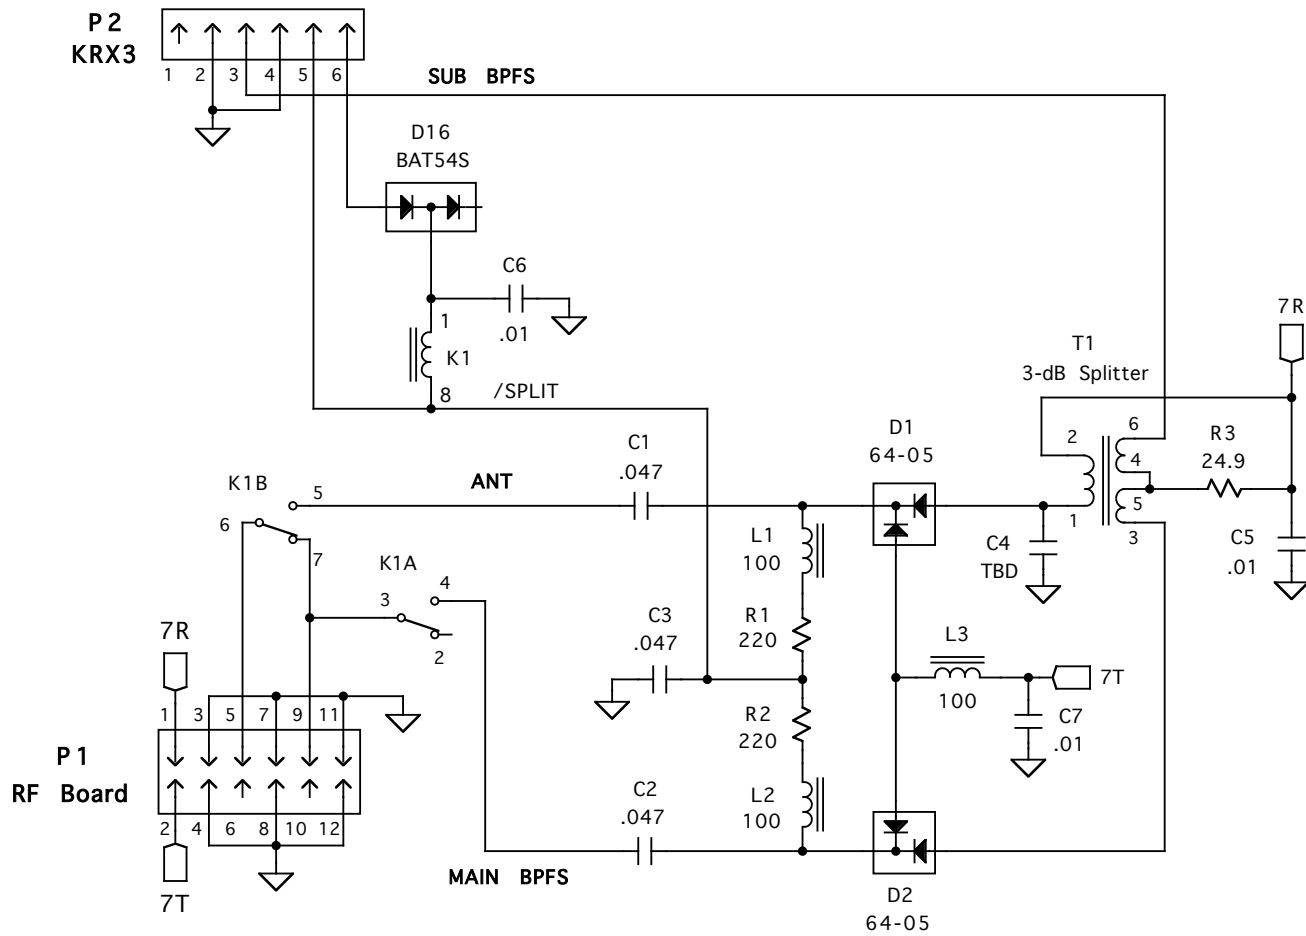 P2
KRX3
1 2 3 4 5 6
SUB BPFS
D16
BAT54S
C6
.01
1
K1
8
/SPLIT
7R
T1
3-dB Splitter
2
6
4
5
1
3
R3
24.9
C5
.01
D1
64-05
C1
.047
ANT
K1B
5
6
7
K1A
4
3
2
L1
100
C4
TBD
C3
.047
R1
220
L3
100
7T
C7
.01
R2
220
7R
1 3 5 7 9 11
P1
RF Board
2 4 6 8 10 12
7T
C2
.047
L2
100
MAIN BPFS
D2
64-05